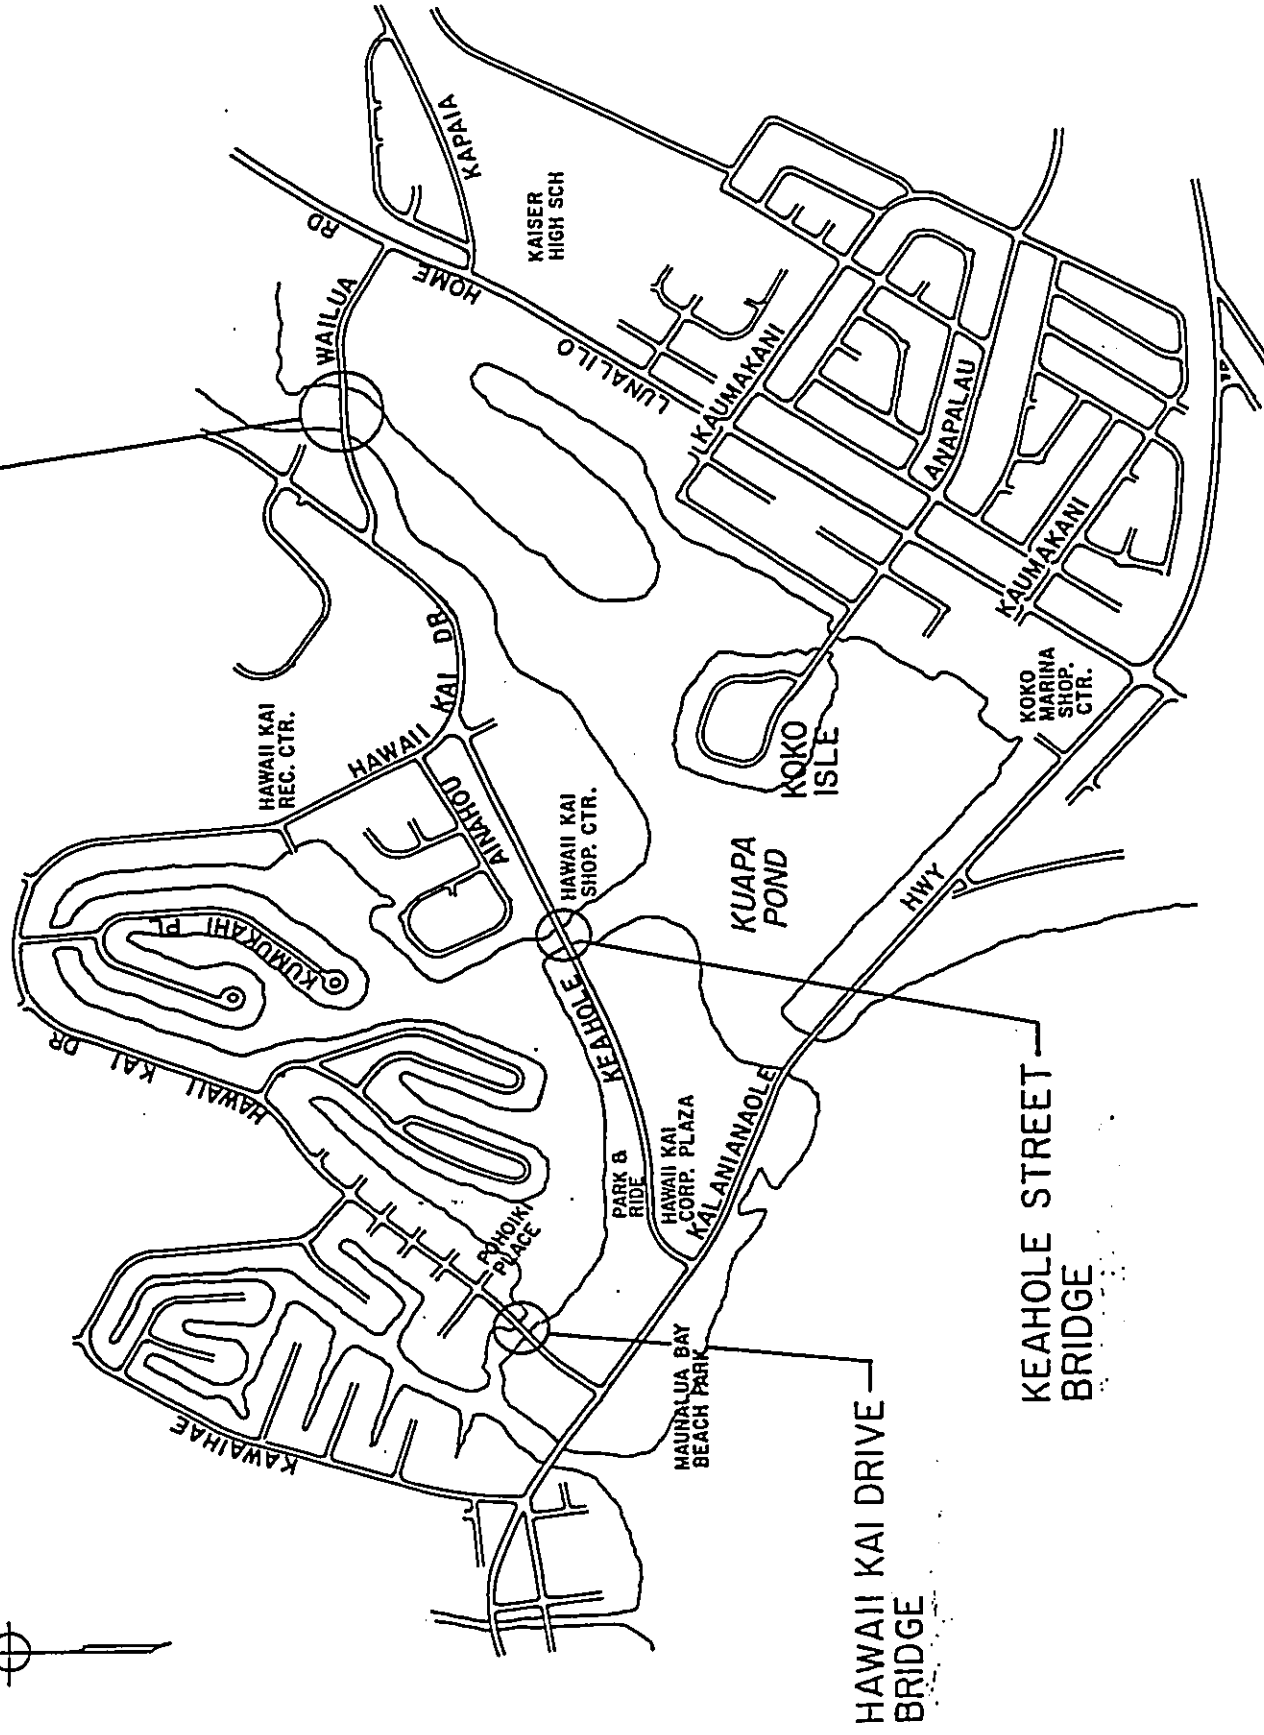 KAPAIA
RD
HOME
LUNALILO
WAILUA
KAISER
HIGH SCH
KAUMAKANI
ANAPALAU
KAUMAKANI
KOKO
MARINA
SHOP.
CTR.
HAWAII KAI DR.
HAWAII KAI
REC. CTR.
AINAHOU
HAWAII KAI
SHOP. CTR.
KOKO
ISLE
KUAPA
POND
HWY
KALANIANAOLE
KEAHOLE
KUMUKAHI PL
HAWAII KAI DR
PARK &
RIDE
HAWAII KAI
CORP. PLAZA
POHOIKI
PLACE
MAUNALUA BAY
BEACH PARK
KAWAIHAE
KEAHOLE STREET
BRIDGE
HAWAII KAI DRIVE
BRIDGE